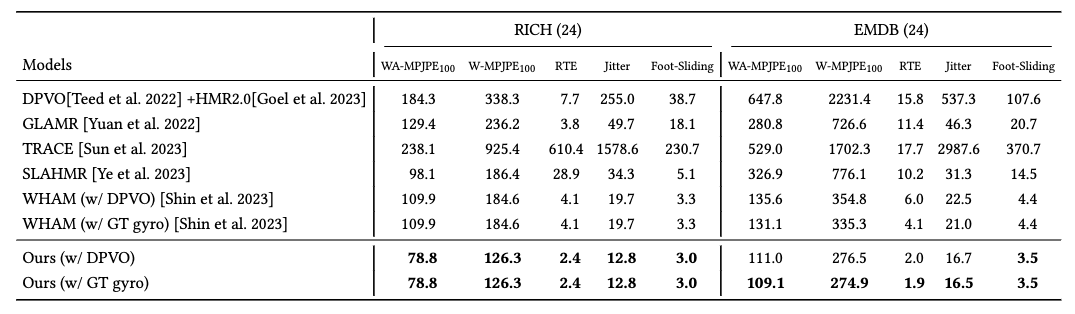 RICH (24) EMDB (24)
Models WA-MPJPE100 W-MPJPE100 RTE Jitter Foot-Sliding WA-MPJPE100 W-MPJPE100 RTE Jitter Foot-Sliding
DPVO[Teed et al. 2022] +HMR2.0[Goel et al. 2023] 184.3 338.3 7.7 255.0 38.7 647.8 2231.4 15.8 537.3 107.6
GLAMR [Yuan et al. 2022] 129.4 236.2 3.8 49.7 18.1 280.8 726.6 11.4 46.3 20.7
TRACE [Sun et al. 2023] 238.1 925.4 610.4 1578.6 230.7 529.0 1702.3 17.7 2987.6 370.7
SLAHMR [Ye et al. 2023] 98.1 186.4 28.9 34.3 5.1 326.9 776.1 10.2 31.3 14.5
WHAM (w/ DPVO) [Shin et al. 2023] 109.9 184.6 4.1 19.7 3.3 135.6 354.8 6.0 22.5 4.4
WHAM (w/ GT gyro) [Shin et al. 2023] 109.9 184.6 4.1 19.7 3.3 131.1 335.3 4.1 21.0 4.4
Ours (w/ DPVO) 78.8 126.3 2.4 12.8 3.0 111.0 276.5 2.0 16.7 3.5
Ours (w/ GT gyro) 78.8 126.3 2.4 12.8 3.0 109.1 274.9 1.9 16.5 3.5